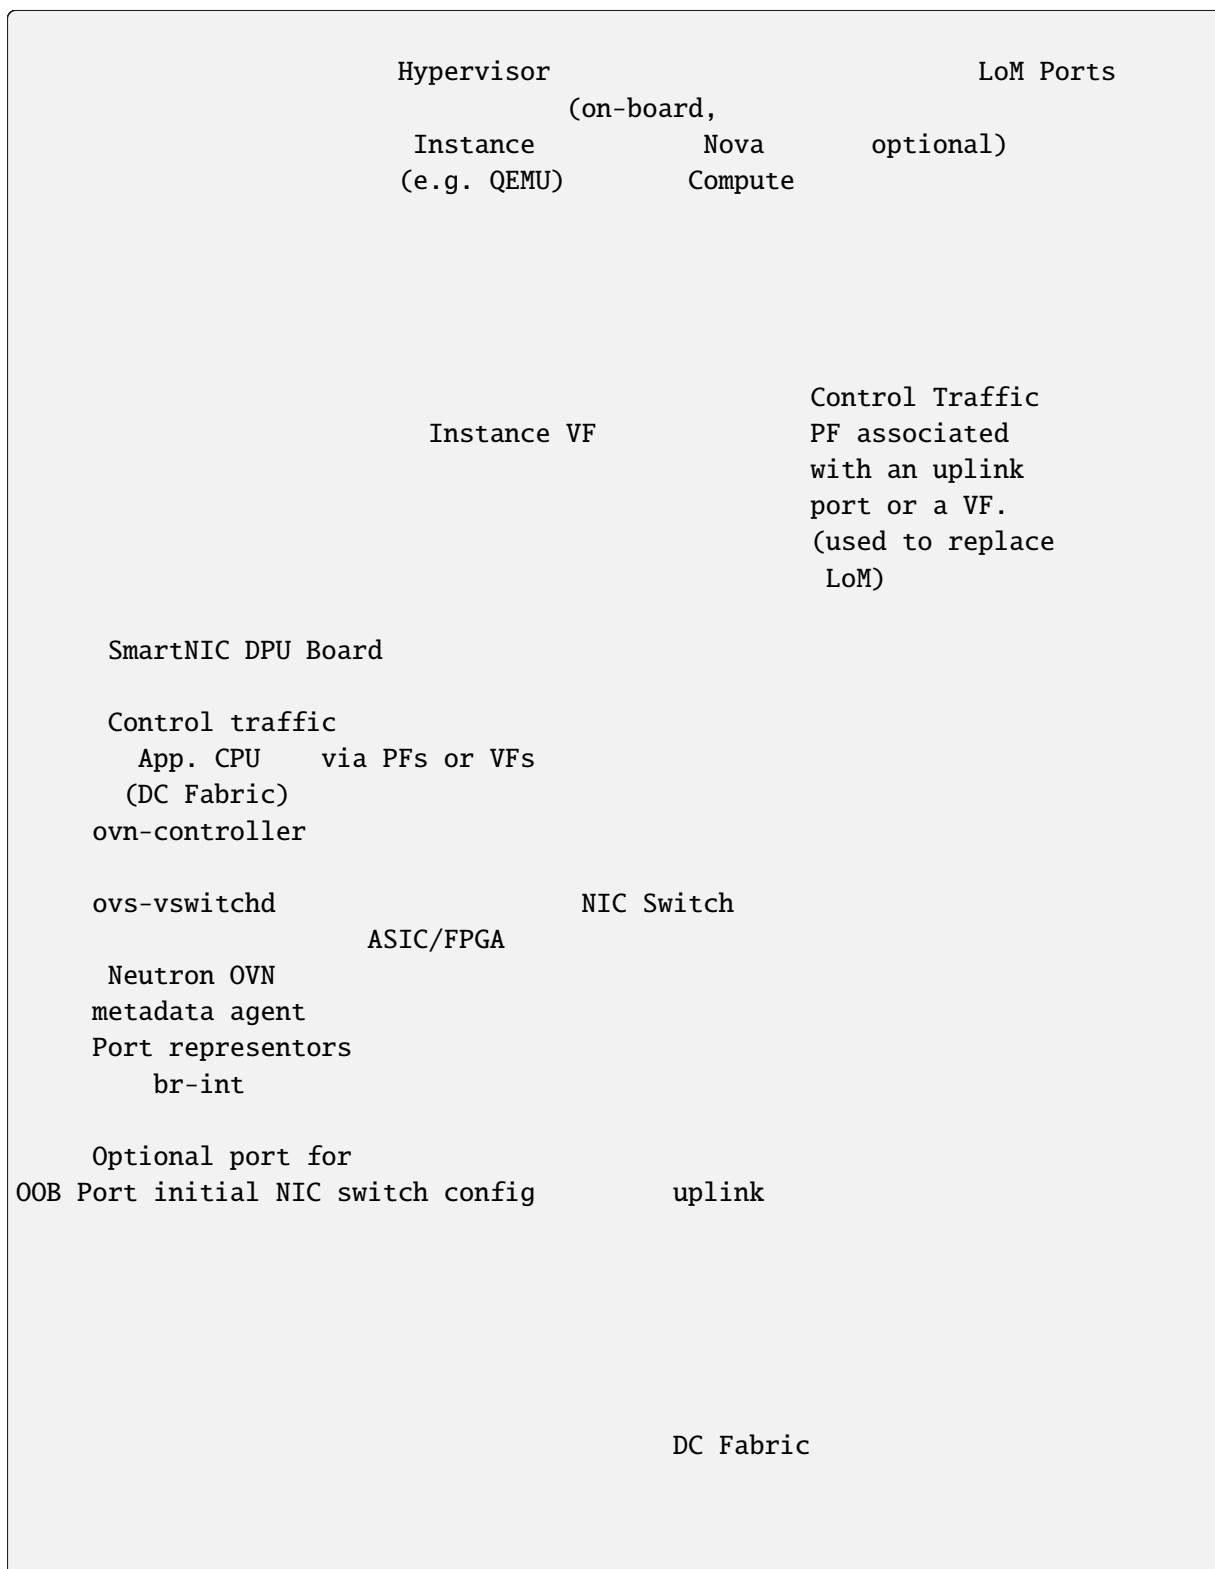 Hypervisor LoM Ports
(on-board,
Instance Nova optional)
(e.g. QEMU) Compute
Control Traffic
Instance VF PF associated
with an uplink
port or a VF.
(used to replace
LoM)
SmartNIC DPU Board
Control traffic
App. CPU via PFs or VFs
(DC Fabric)
ovn-controller
ovs-vswitchd NIC Switch
ASIC/FPGA
Neutron OVN
metadata agent
Port representors
br-int
Optional port for
OOB Port initial NIC switch config uplink
DC Fabric